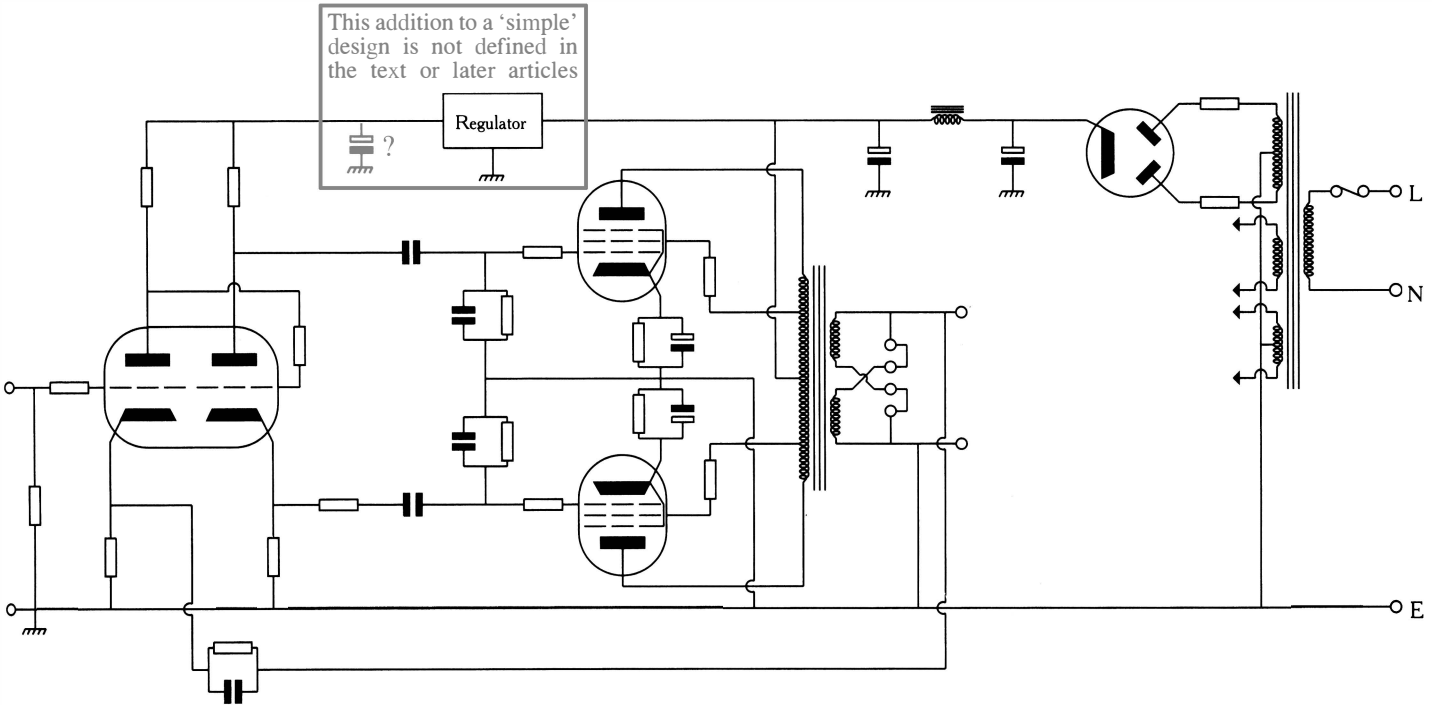 This addition to a ‘simple’
design is not defined in
the text or later articles
Regulator
?
L
N
E